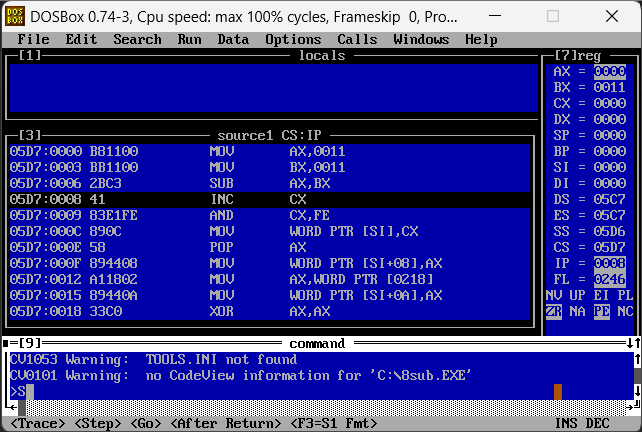 DOS BOX
DOSBox 0.74-3, Cpu speed: max 100% cycles, Frameskip  0, Pro...
File  Edit  Search  Run  Data  Options  Calls  Windows  Help
[1] locals
[7]reg
AX = 0000
BX = 0011
CX = 0000
DX = 0000
SP = 0000
BP = 0000
SI = 0000
DI = 0000
DS = 05C7
ES = 05C7
SS = 05D6
CS = 05D7
IP = 0008
FL = 0246
NV UP EI PL
ZR NA PE NC
[3] source1 CS:IP
05D7:0000 B81100 MOV AX,0011
05D7:0003 BB1100 MOV BX,0011
05D7:0006 2BC3 SUB AX,BX
05D7:0008 41 INC CX
05D7:0009 83E1FE AND CX,FE
05D7:000C 890C MOV WORD PTR [SI],CX
05D7:000E 58 POP AX
05D7:000F 894408 MOV WORD PTR [SI+08],AX
05D7:0012 A11802 MOV AX,WORD PTR [0218]
05D7:0015 89440A MOV WORD PTR [SI+0A],AX
05D7:0018 33C0 XOR AX,AX
[9] command
CV1053 Warning:  TOOLS.INI not found
CV0101 Warning:  no CodeView information for 'C:\8sub.EXE'
>S
<Trace> <Step> <Go> <After Return> <F3=S1 Fmt> INS DEC